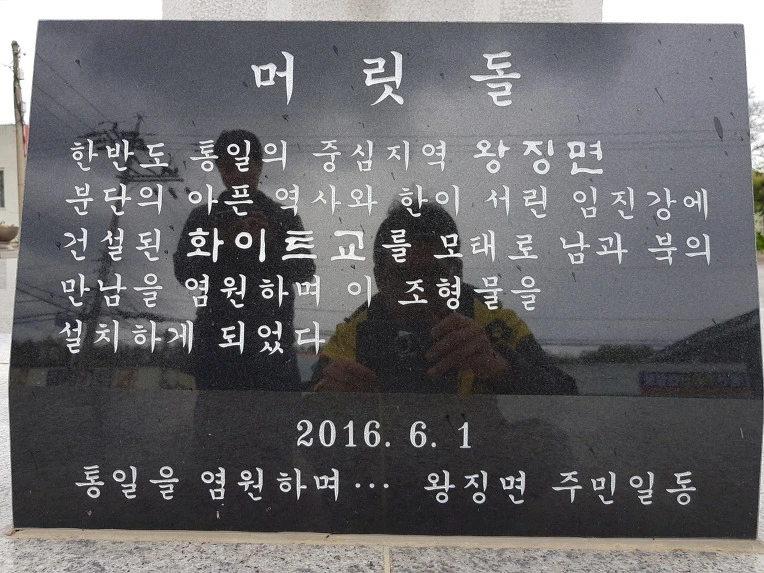 머릿돌
한반도 통일의 중심지역 왕징면
분단의 아픈 역사와 한이 서린 임진강에
건설된 화이트교를 모태로 남과 북의
만남을 염원하며 이 조형물을
설치하게 되었다
2016. 6. 1
통일을 염원하며··· 왕징면 주민일동